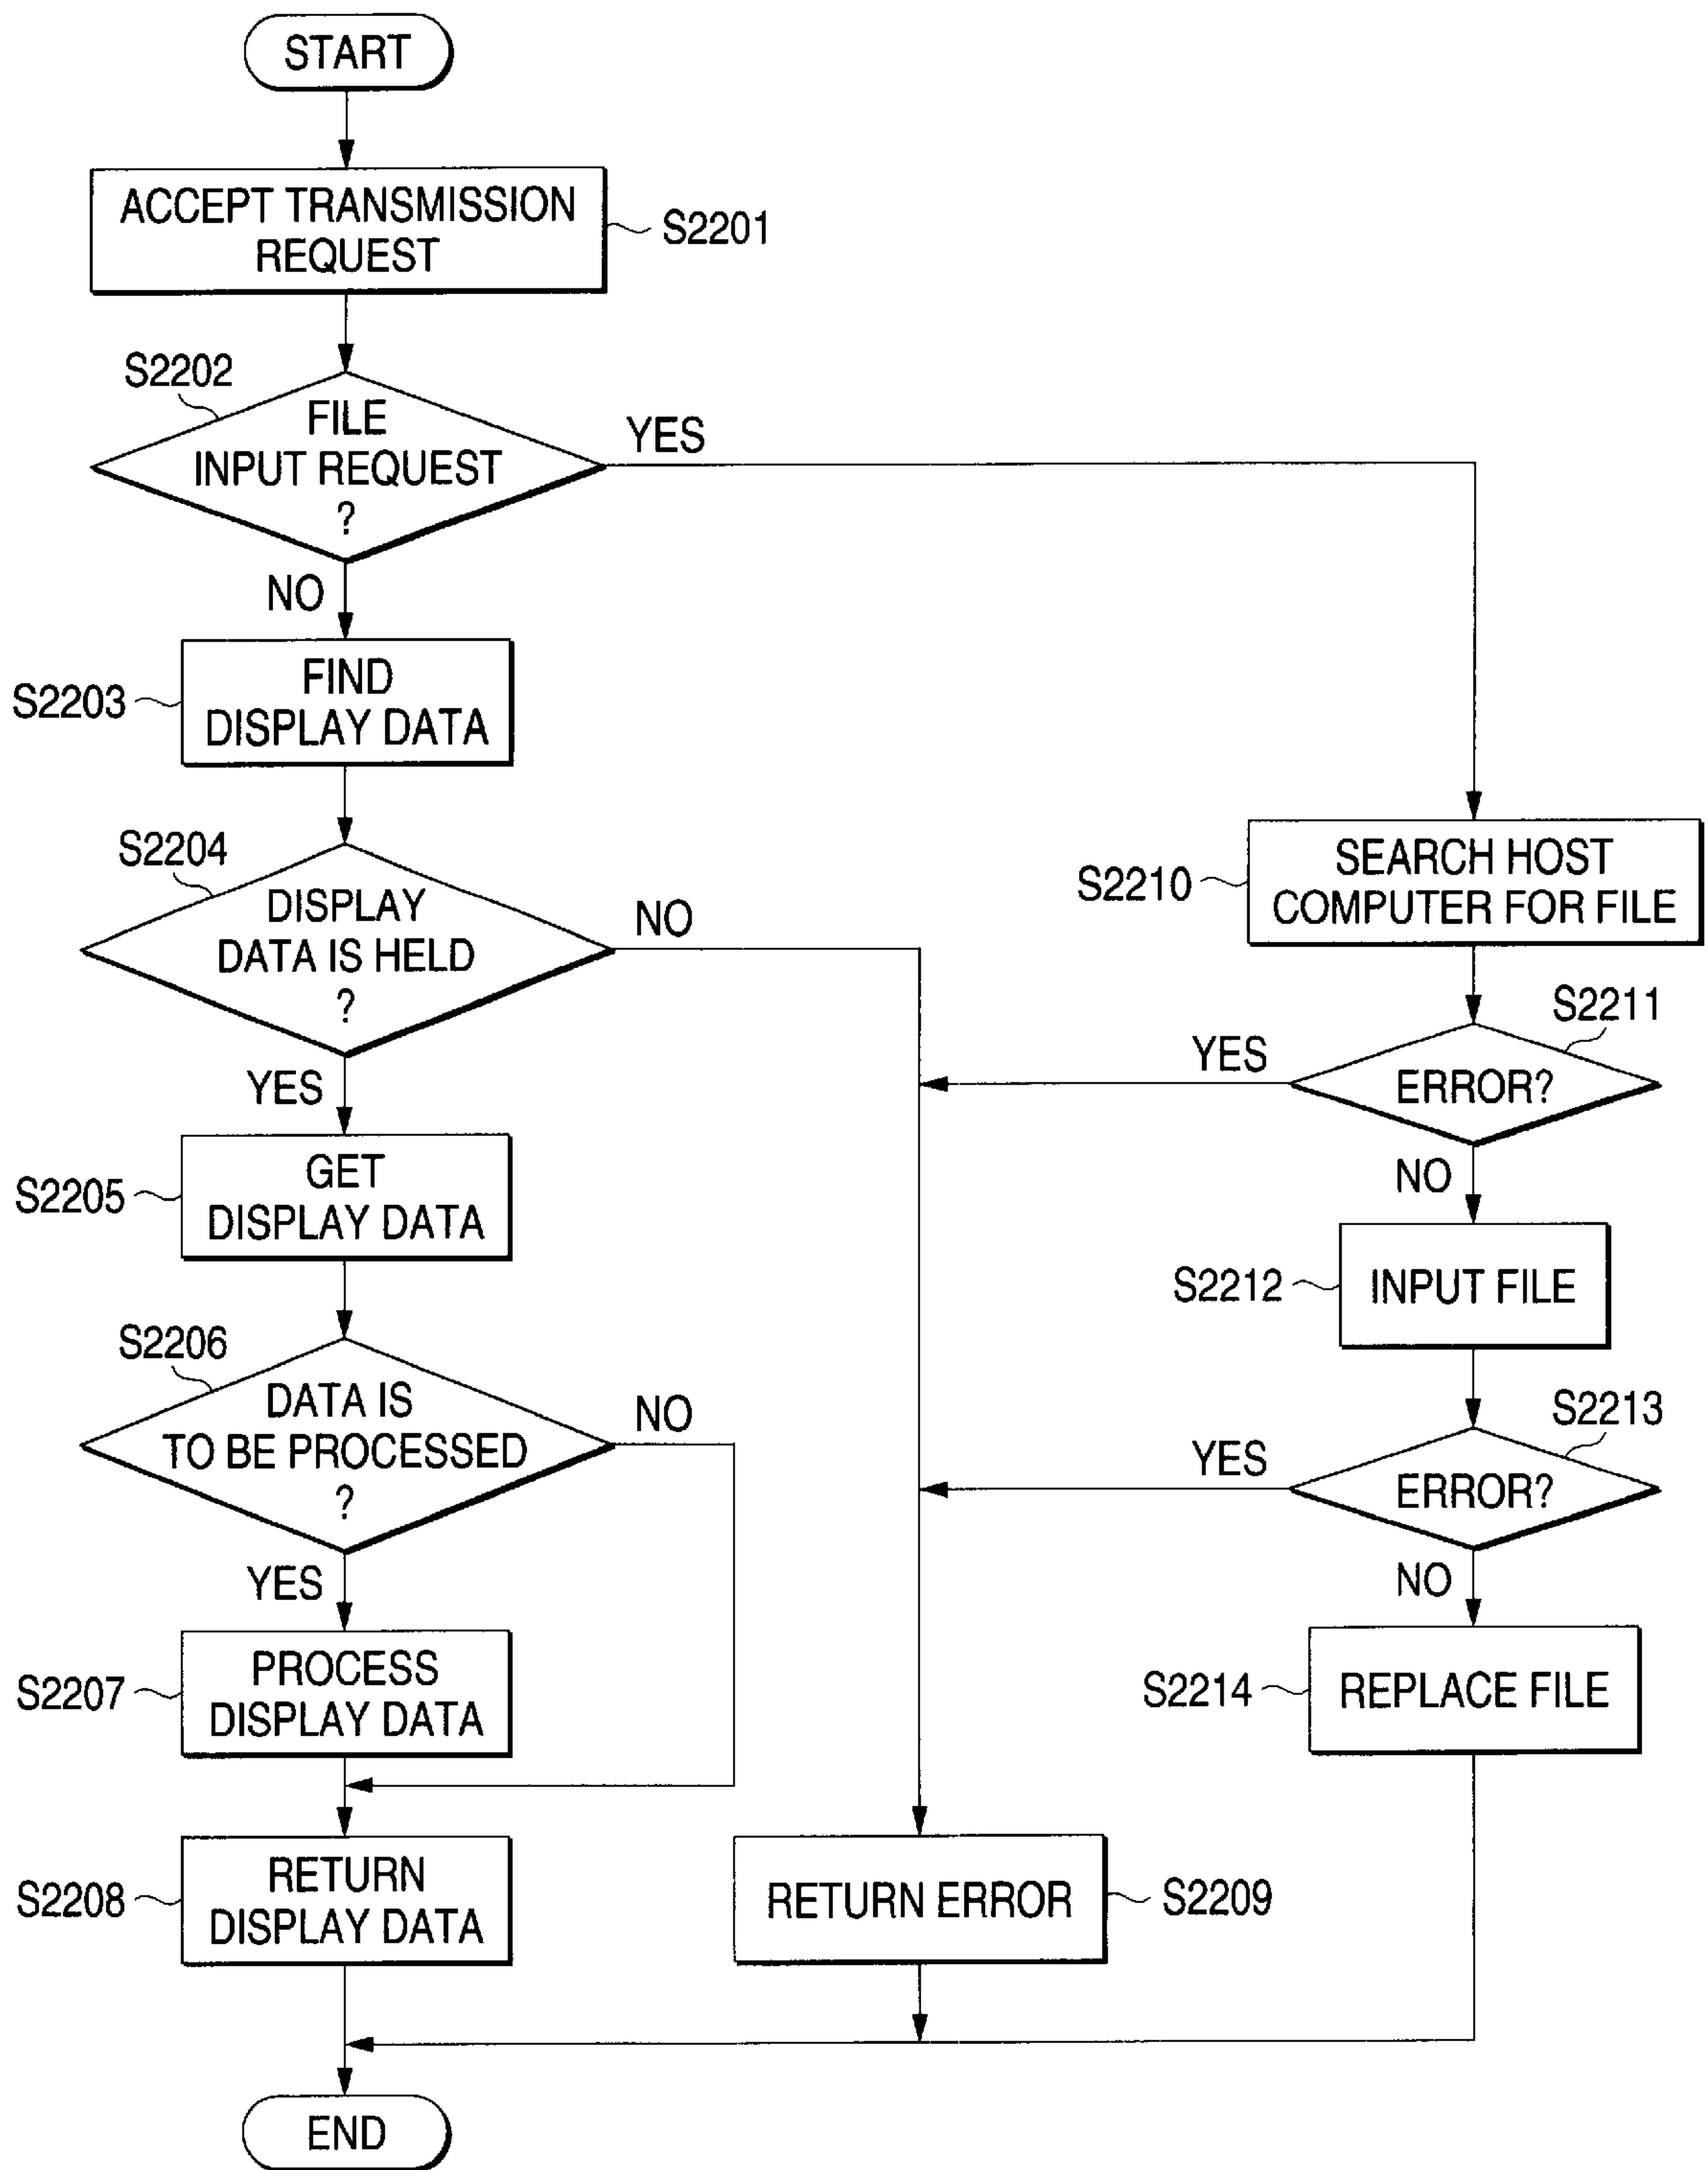 START
ACCEPT TRANSMISSION
REQUEST
S2201
S2202
FILE
INPUT REQUEST
?
YES
NO
FIND
DISPLAY DATA
S2203
S2204
DISPLAY
DATA IS HELD
?
NO
YES
GET
DISPLAY DATA
S2205
S2206
DATA IS
TO BE PROCESSED
?
NO
YES
PROCESS
DISPLAY DATA
S2207
RETURN
DISPLAY DATA
S2208
RETURN ERROR
S2209
SEARCH HOST
COMPUTER FOR FILE
S2210
S2211
ERROR?
YES
NO
INPUT FILE
S2212
S2213
ERROR?
YES
NO
REPLACE FILE
S2214
END